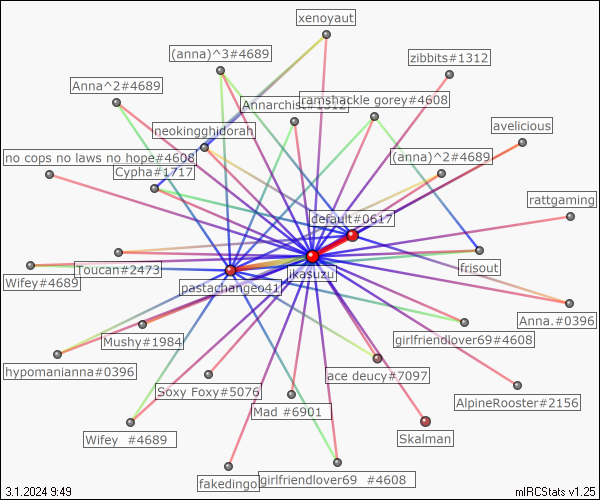 xenoyaut
(anna)^3#4689
zibbits#1312
Anna^2#4689
Annarchist#1312
ramshackle gorey#4608
neokingghidorah
avelicious
no cops no laws no hope#4608
(anna)^2#4689
Cypha#1717
rattgaming
default#0617
Toucan#2473
jkasuzu
frisout
Wifey#4689
pastachangeo41
Anna.#0396
Mushy#1984
girlfriendlover69#4608
hypomanianna#0396
ace deucy#7097
Soxy Foxy#5076
AlpineRooster#2156
Mad #6901
Wifey #4689
Skalman
fakedingo
girlfriendlover69 #4608
3.1.2024 9:49
mIRCStats v1.25